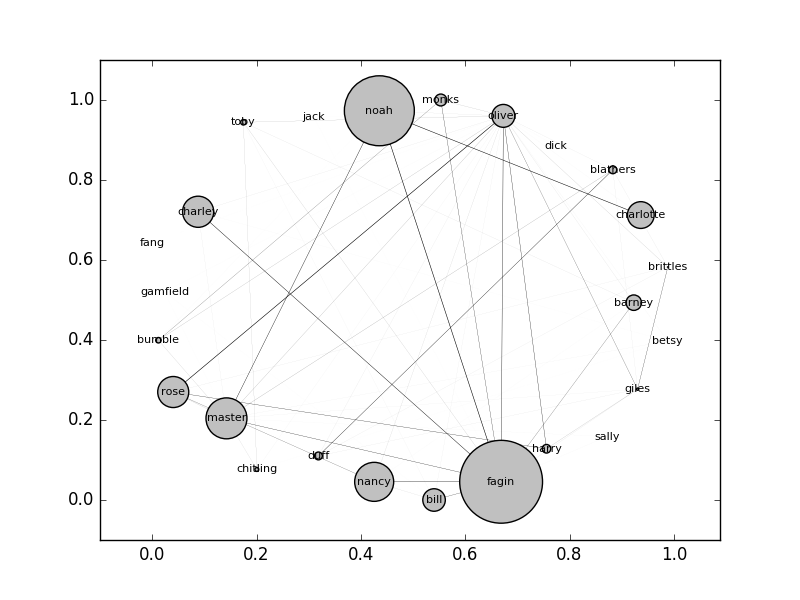 1.0
0.8
0.6
0.4
0.2
0.0
noah
monks
jack
toby
oliver
dick
blathers
charley
charlotte
fang
brittles
gamfield
barney
bumble
betsy
rose
giles
master
sally
harry
duff
chitling
nancy
fagin
bill
0.0 0.2 0.4 0.6 0.8 1.0